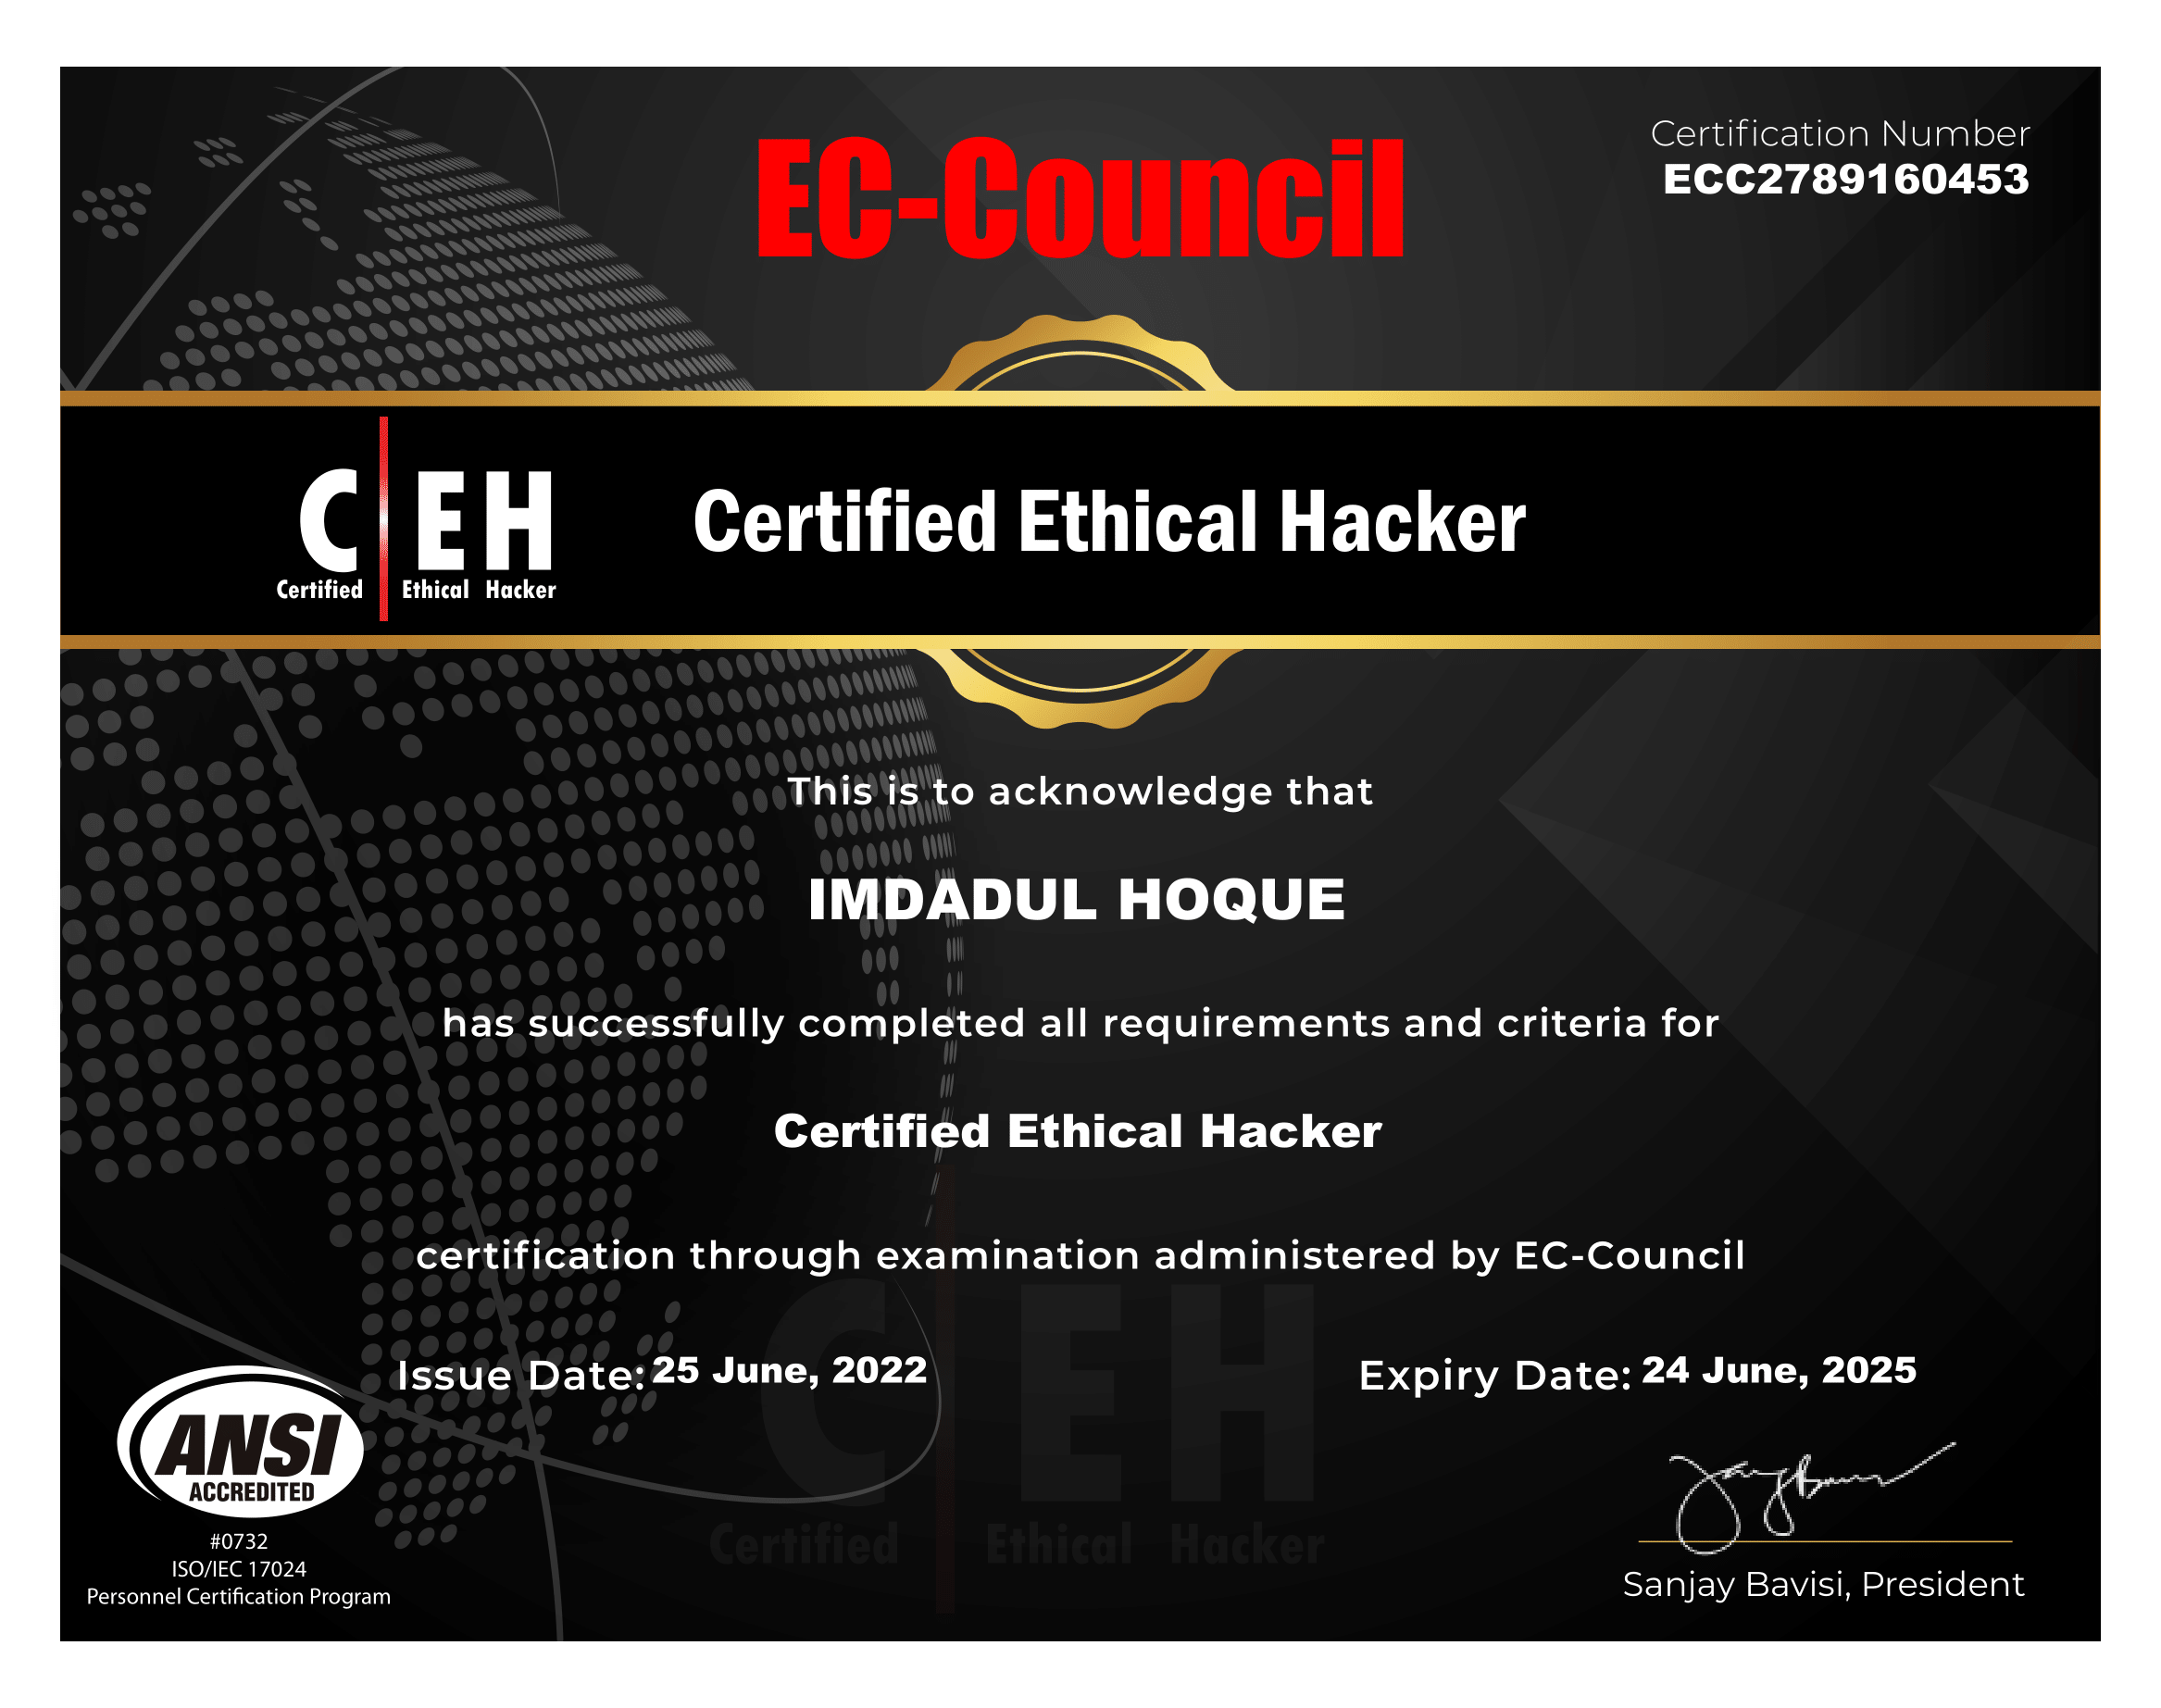 EC-Council
Certification Number
ECC2789160453
C EH
Certified Ethical Hacker
Certified Ethical Hacker
This is to acknowledge that
IMDADUL HOQUE
has successfully completed all requirements and criteria for
Certified Ethical Hacker
certification through examination administered by EC-Council
Issue Date: 25 June, 2022
Expiry Date: 24 June, 2025
C EH
Certified Ethical Hacker
ANSI
ACCREDITED
#0732
ISO/IEC 17024
Personnel Certification Program
Sanjay Bavisi, President